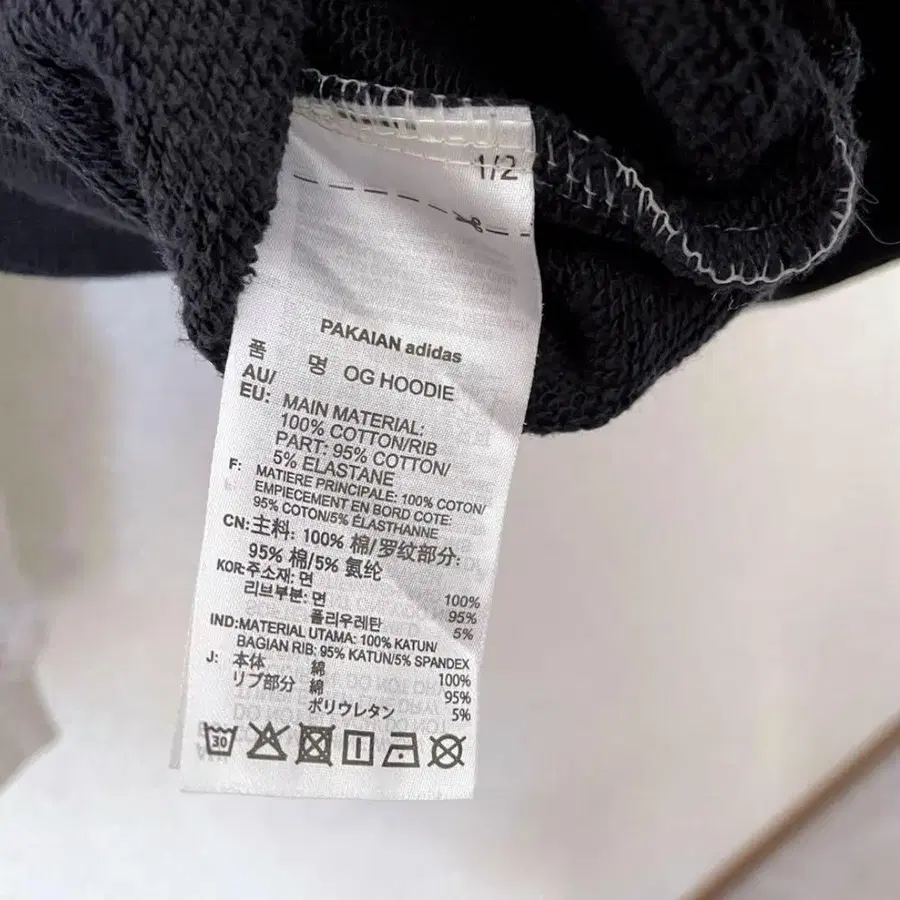 1/2
PAKAIAN adidas
품 명 OG HOODIE
AU/
EU: MAIN MATERIAL:
100% COTTON/RIB
PART: 95% COTTON/
5% ELASTANE
F: MATIERE PRINCIPALE: 100% COTON/
EMPIECEMENT EN BORD COTE:
95% COTON/5% ÉLASTHANNE
CN:主料: 100% 棉/罗纹部分:
95% 棉/5% 氨纶
KOR:주소재: 면 100%
리브부분: 면 95%
폴리우레탄 5%
IND:MATERIAL UTAMA: 100% KATUN/
BAGIAN RIB: 95% KATUN/5% SPANDEX
J: 本体 綿 100%
リブ部分 綿 95%
ポリウレタン 5%
30